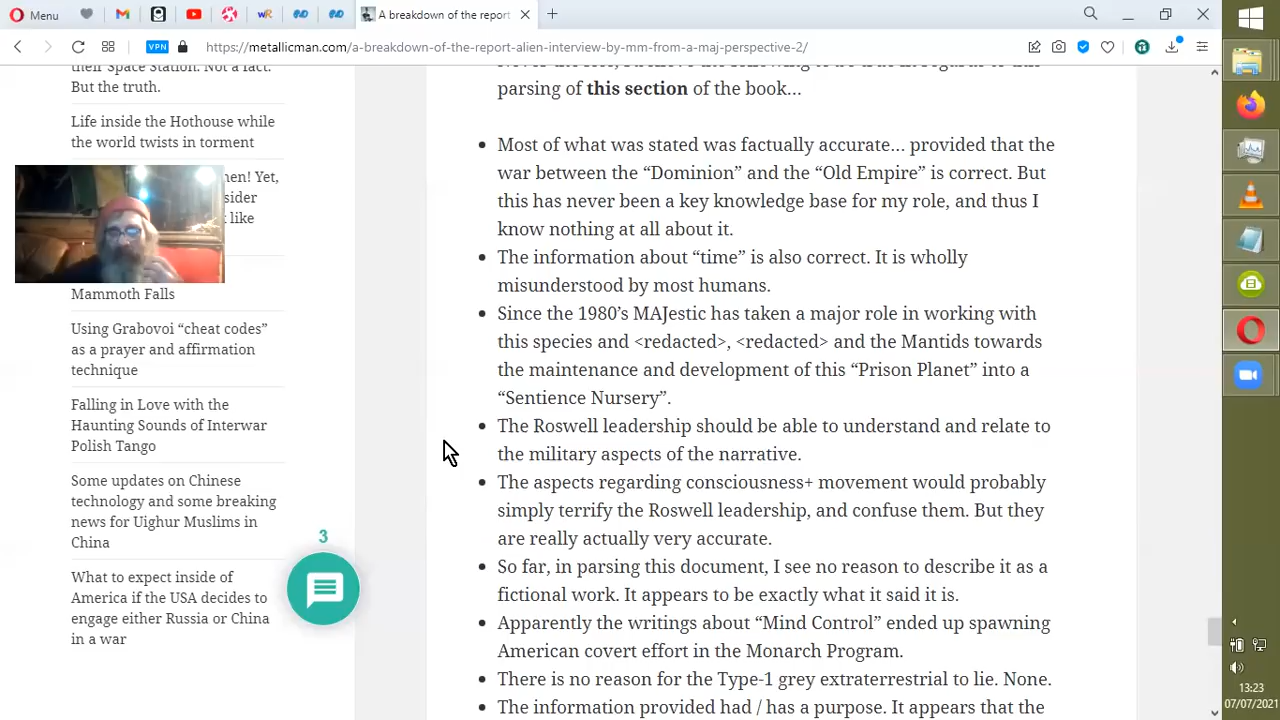 Menu
A breakdown of the report
VPN
https://metallicman.com/a-breakdown-of-the-report-alien-interview-by-mm-from-a-maj-perspective-2/
their Space Station. Not a fact.
But the truth.
Life inside the Hothouse while
the world twists in torment
men! Yet,
sider
like
Mammoth Falls
Using Grabovoi “cheat codes”
as a prayer and affirmation
technique
Falling in Love with the
Haunting Sounds of Interwar
Polish Tango
Some updates on Chinese
technology and some breaking
news for Uighur Muslims in
China
What to expect inside of
America if the USA decides to
engage either Russia or China
in a war
3
parsing of this section of the book…
Most of what was stated was factually accurate… provided that the
war between the “Dominion” and the “Old Empire” is correct. But
this has never been a key knowledge base for my role, and thus I
know nothing at all about it.
The information about “time” is also correct. It is wholly
misunderstood by most humans.
Since the 1980’s MAJestic has taken a major role in working with
this species and <redacted>, <redacted> and the Mantids towards
the maintenance and development of this “Prison Planet” into a
“Sentience Nursery”.
The Roswell leadership should be able to understand and relate to
the military aspects of the narrative.
The aspects regarding consciousness+ movement would probably
simply terrify the Roswell leadership, and confuse them. But they
are really actually very accurate.
So far, in parsing this document, I see no reason to describe it as a
fictional work. It appears to be exactly what it said it is.
Apparently the writings about “Mind Control” ended up spawning
American covert effort in the Monarch Program.
There is no reason for the Type-1 grey extraterrestrial to lie. None.
The information provided had / has a purpose. It appears that the
13:23
07/07/2021